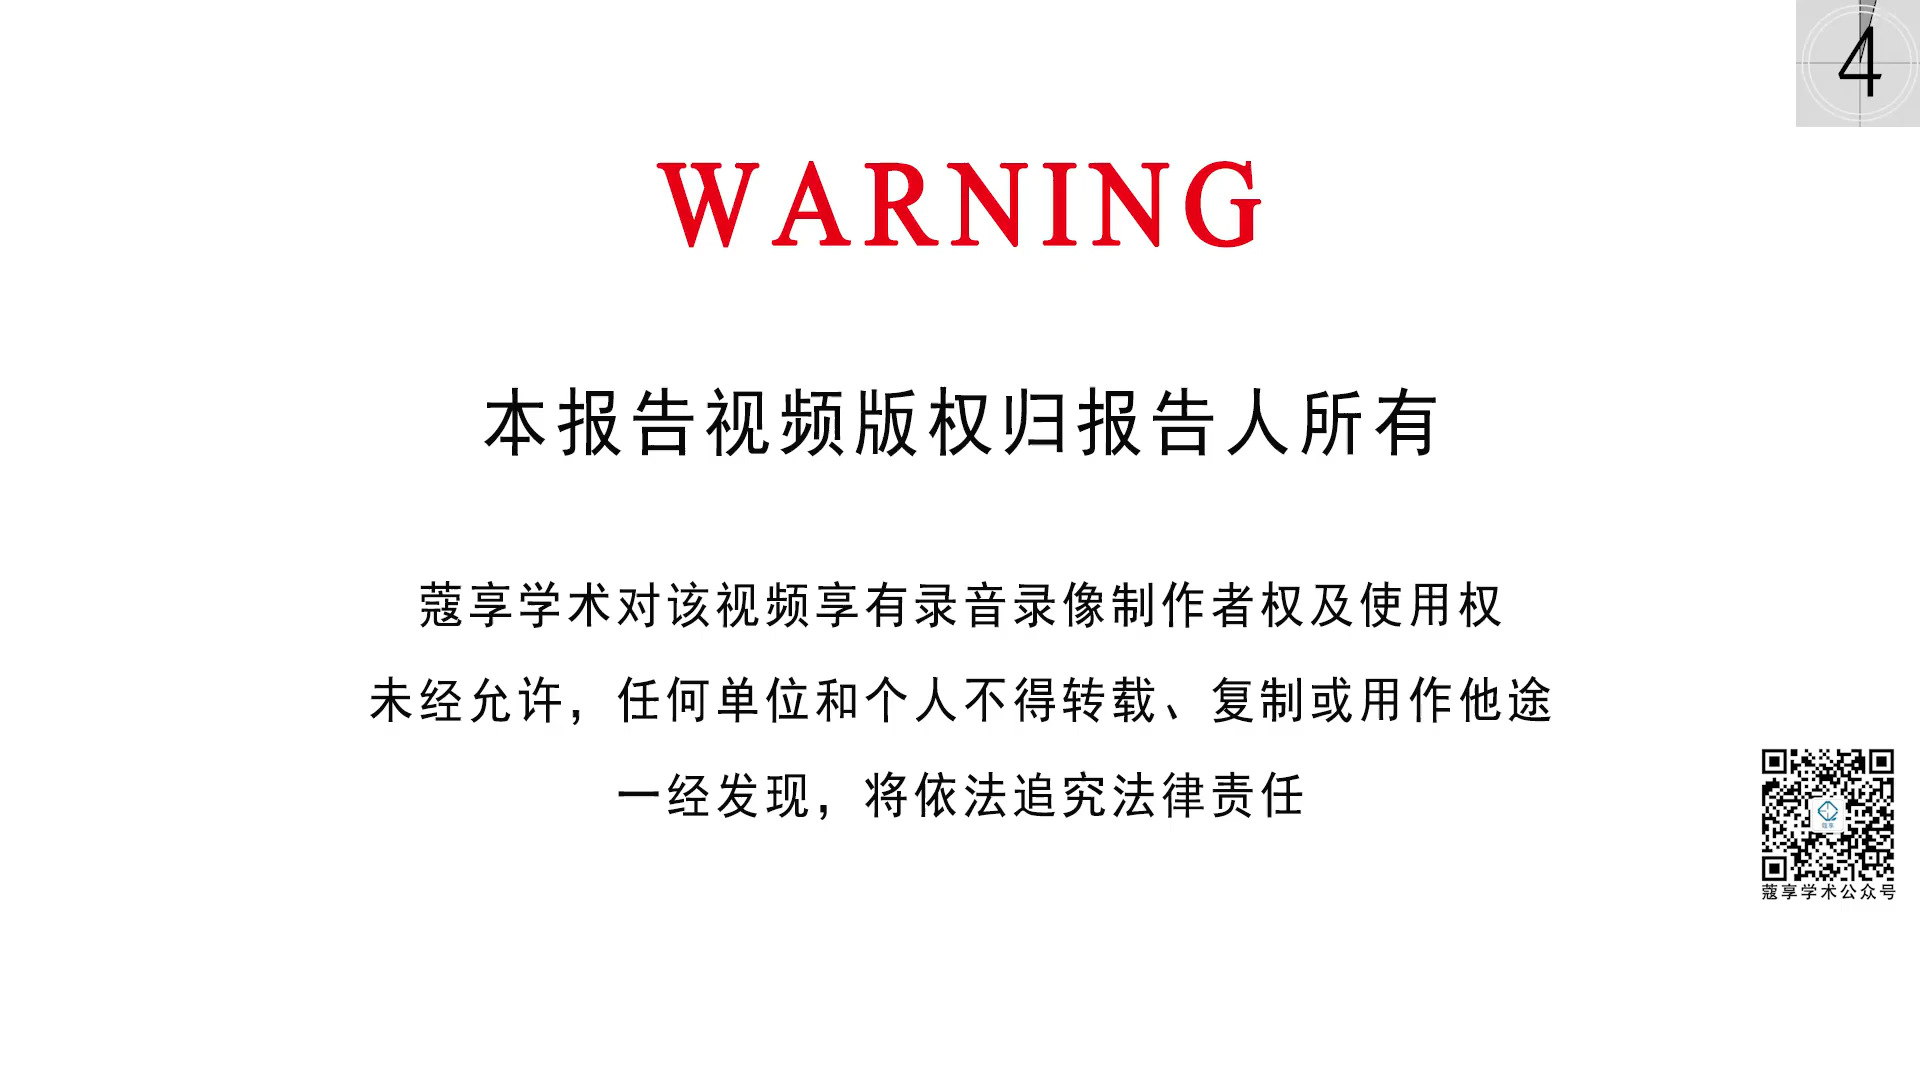 4
WARNING
本报告视频版权归报告人所有
蔻享学术对该视频享有录音录像制作者权及使用权
未经允许，任何单位和个人不得转载、复制或用作他途
一经发现，将依法追究法律责任
蔻享
蔻享学术公众号